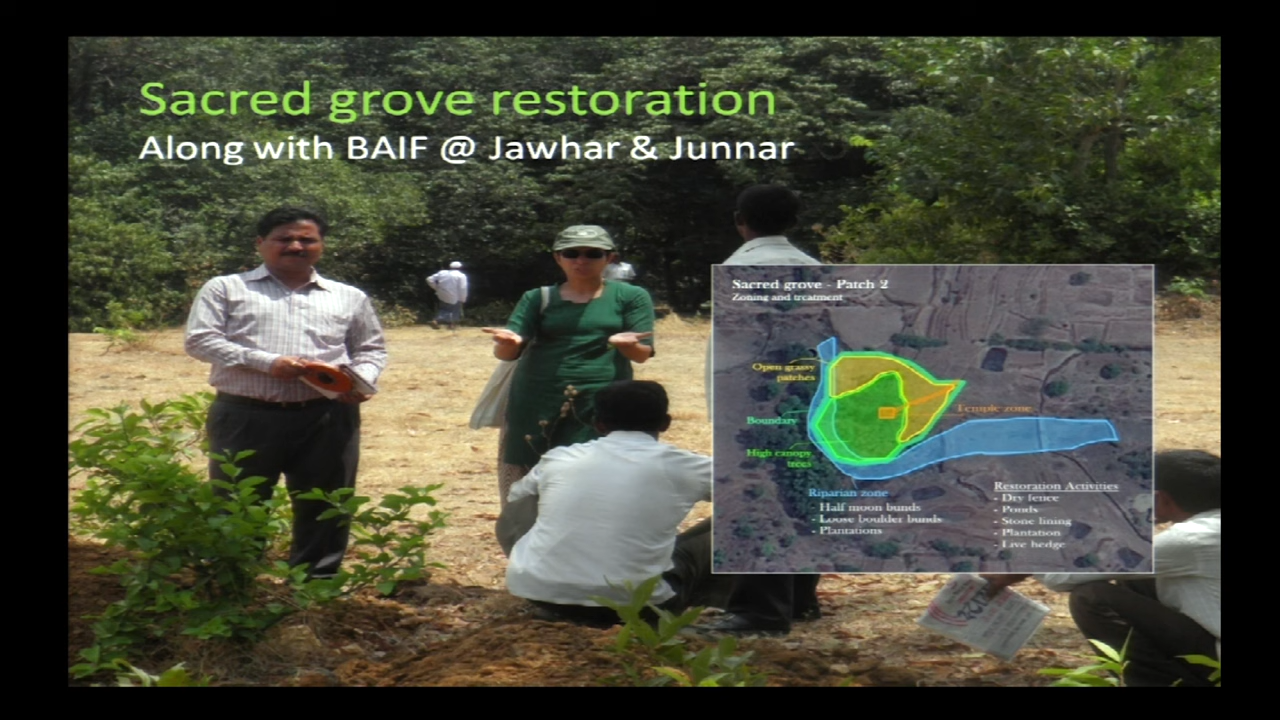 Sacred grove restoration
Along with BAIF @ Jawhar & Junnar
Sacred grove - Patch 2
Zoning and treatment
Open grassy
patches
Temple zone
Boundary
High canopy
trees
Riparian zone
- Half moon bunds
- Loose boulder bunds
- Plantations
Restoration Activities
- Dry fence
- Ponds
- Stone lining
- Plantation
- Live hedge